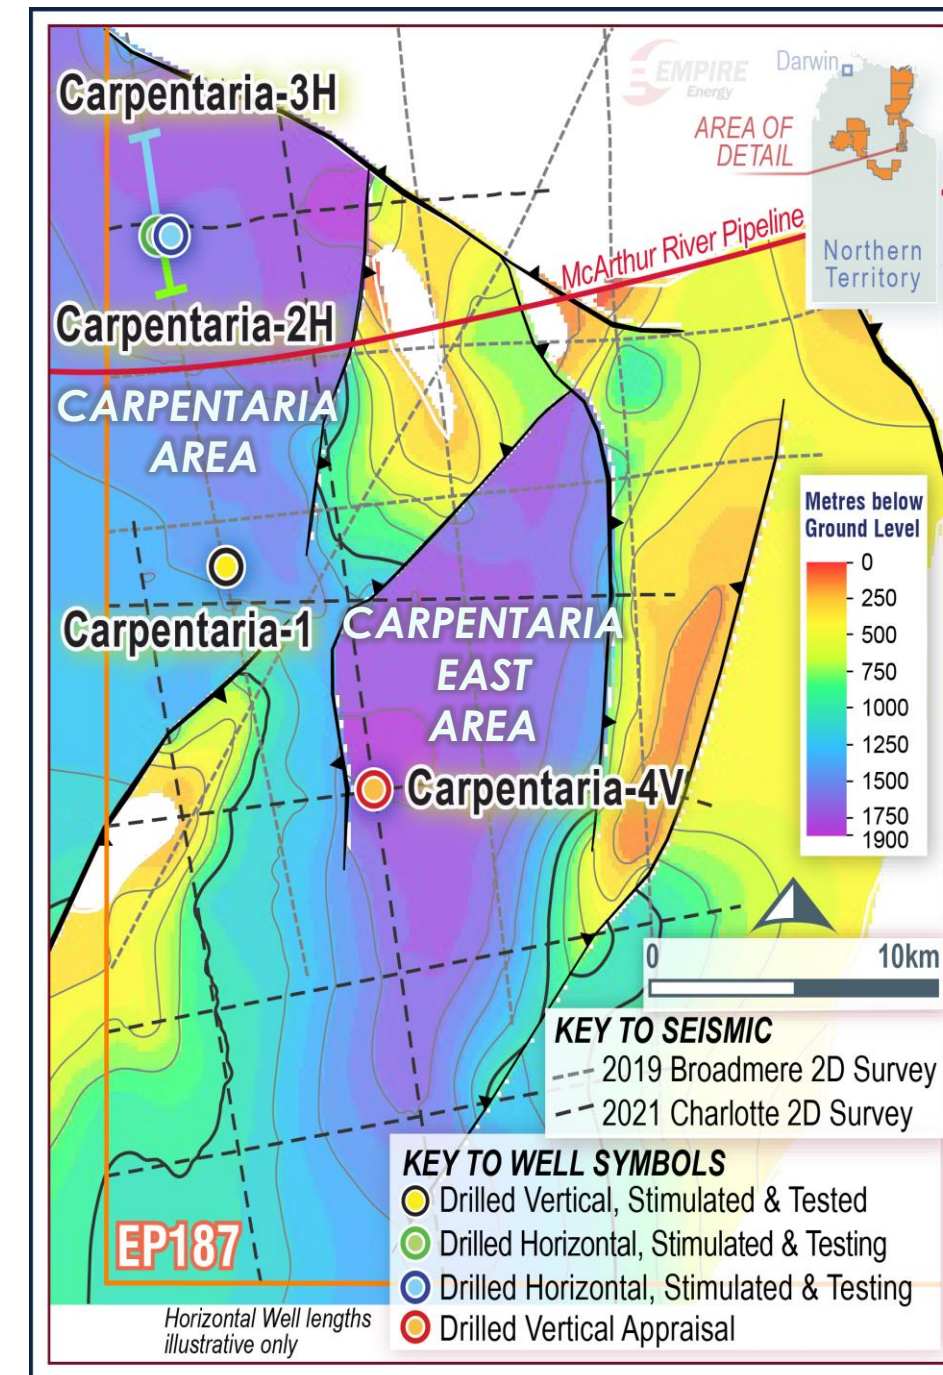 Carpentaria-3H
EMPIRE
Energy
Darwin
AREA OF
DETAIL
Northern
Territory
McArthur River Pipeline
Carpentaria-2H
CARPENTARIA
AREA
Carpentaria-1
CARPENTARIA
EAST
AREA
Carpentaria-4V
Metres below
Ground Level
0
250
500
750
1000
1250
1500
1750
1900
0 10km
KEY TO SEISMIC
2019 Broadmere 2D Survey
2021 Charlotte 2D Survey
KEY TO WELL SYMBOLS
Drilled Vertical, Stimulated & Tested
Drilled Horizontal, Stimulated & Testing
Drilled Horizontal, Stimulated & Testing
Drilled Vertical Appraisal
EP187
Horizontal Well lengths
illustrative only